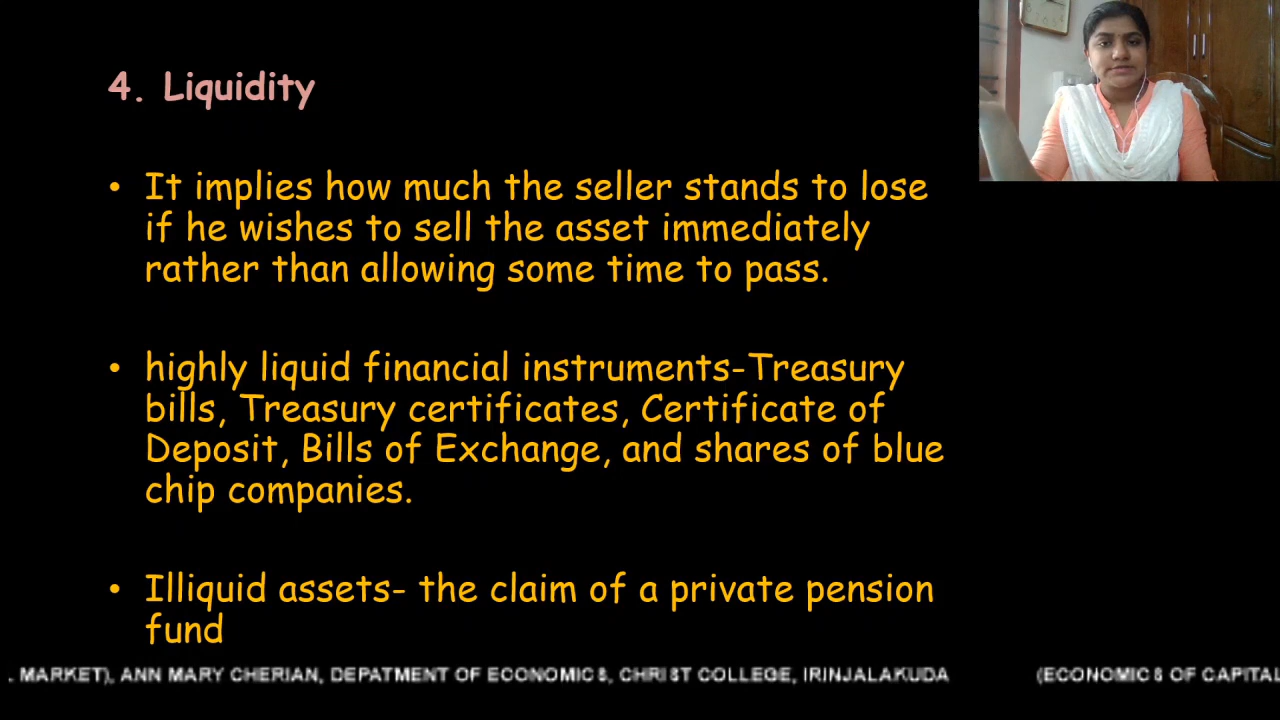 4. Liquidity
• It implies how much the seller stands to lose
if he wishes to sell the asset immediately
rather than allowing some time to pass.
• highly liquid financial instruments-Treasury
bills, Treasury certificates, Certificate of
Deposit, Bills of Exchange, and shares of blue
chip companies.
• Illiquid assets- the claim of a private pension
fund
. MARKET), ANN MARY CHERIAN, DEPATMENT OF ECONOMICS, CHRIST COLLEGE, IRINJALAKUDA (ECONOMICS OF CAPITAL